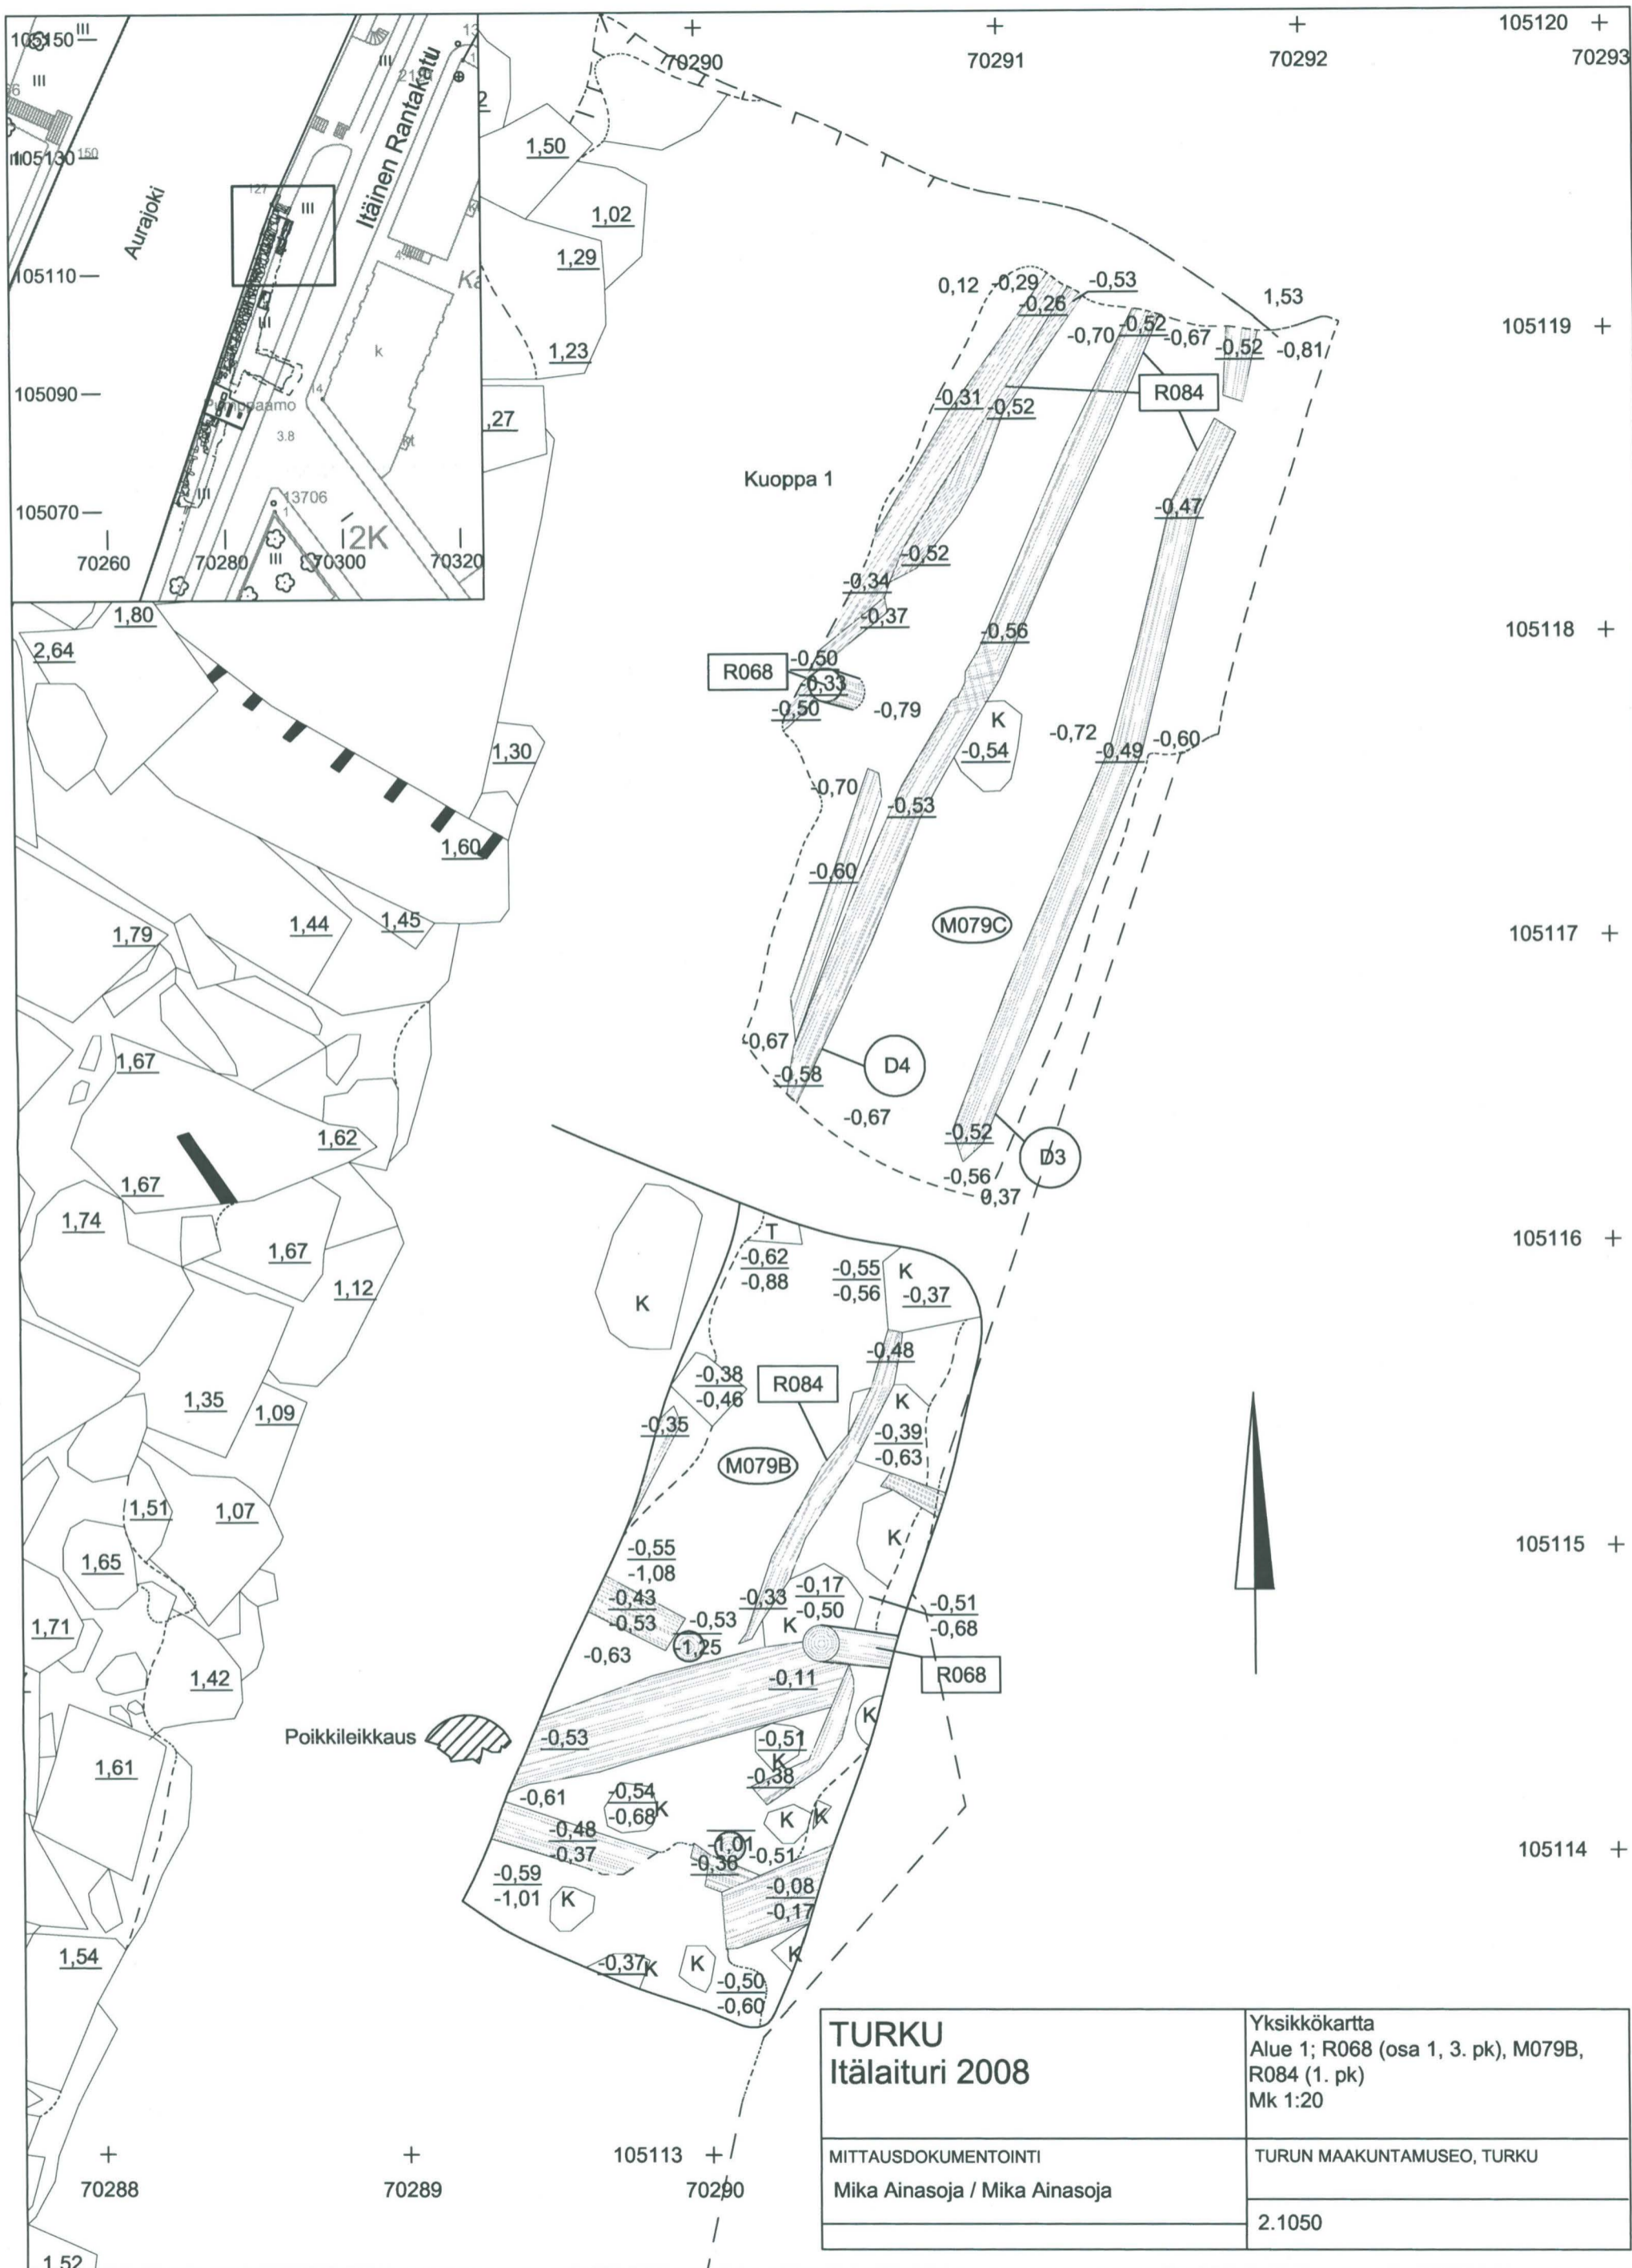 105150
III
III
105130
150
105110
105090
105070
Aurajoki
Itäinen Rantakatu
127
III
III
III
III
k
Pumppaamo
3.8
13706
1
III
2K
70260
70280
70300
70320
70290
70291
70292
105120
70293
105119
105118
105117
105116
105115
105114
1,50
1,02
1,29
1,23
,27
0,12
-0,29
-0,53
1,53
-0,26
-0,70
-0,52
-0,67
-0,52
-0,81
R084
-0,31
-0,52
Kuoppa 1
-0,47
-0,52
-0,34
-0,37
-0,56
R068
-0,50
-0,33
-0,50
-0,79
K
-0,54
-0,72
-0,49
-0,60
-0,70
-0,53
-0,60
M079C
-0,67
D4
-0,58
-0,67
-0,52
D3
-0,56
0,37
1,80
2,64
1,30
1,60
1,44
1,45
1,79
1,67
1,62
1,67
1,74
1,67
1,12
1,35
1,09
1,51
1,07
1,65
1,71
1,42
1,61
1,54
1,52
T
-0,62
-0,88
-0,55
-0,56
K
-0,37
K
-0,48
-0,38
-0,46
R084
K
-0,35
-0,39
-0,63
M079B
K
-0,55
-1,08
-0,43
-0,53
-0,33
-0,17
-0,50
-0,51
-0,68
-0,53
-1,25
K
-0,63
R068
-0,11
K
Poikkileikkaus
-0,53
-0,51
K
-0,38
-0,61
-0,54
-0,68
K
K
K
-0,48
-0,37
-1,01
-0,36
-0,51
-0,59
-1,01
K
-0,08
-0,17
-0,37
K
K
K
-0,50
-0,60
105113
70288
70289
70290
TURKU
Itälaituri 2008
Yksikkökartta
Alue 1; R068 (osa 1, 3. pk), M079B,
R084 (1. pk)
Mk 1:20
MITTAUSDOKUMENTOINTI
Mika Ainasoja / Mika Ainasoja
TURUN MAAKUNTAMUSEO, TURKU
2.1050